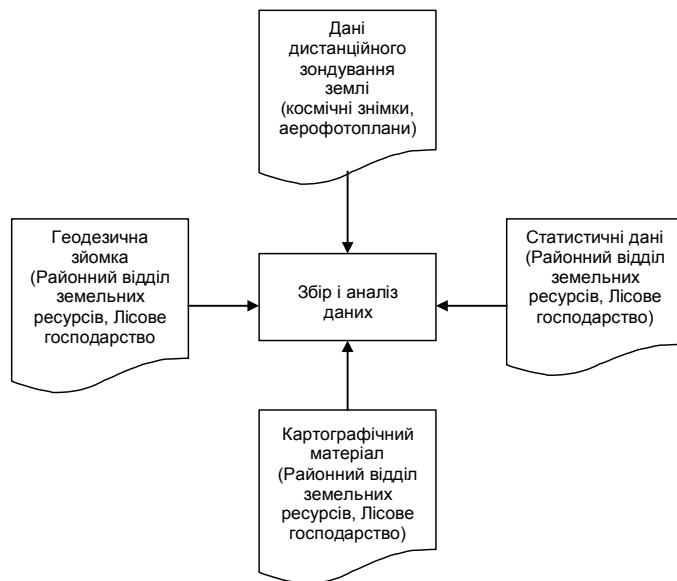 Дані
дистанційного
зондування
землі
(космічні знімки,
аерофотоплани)
Геодезична
зйомка
(Районний відділ
земельних
ресурсів, Лісове
господарство
Збір і аналіз
даних
Статистичні дані
(Районний відділ
земельних
ресурсів, Лісове
господарство)
Картографічний
матеріал
(Районний відділ
земельних
ресурсів, Лісове
господарство)